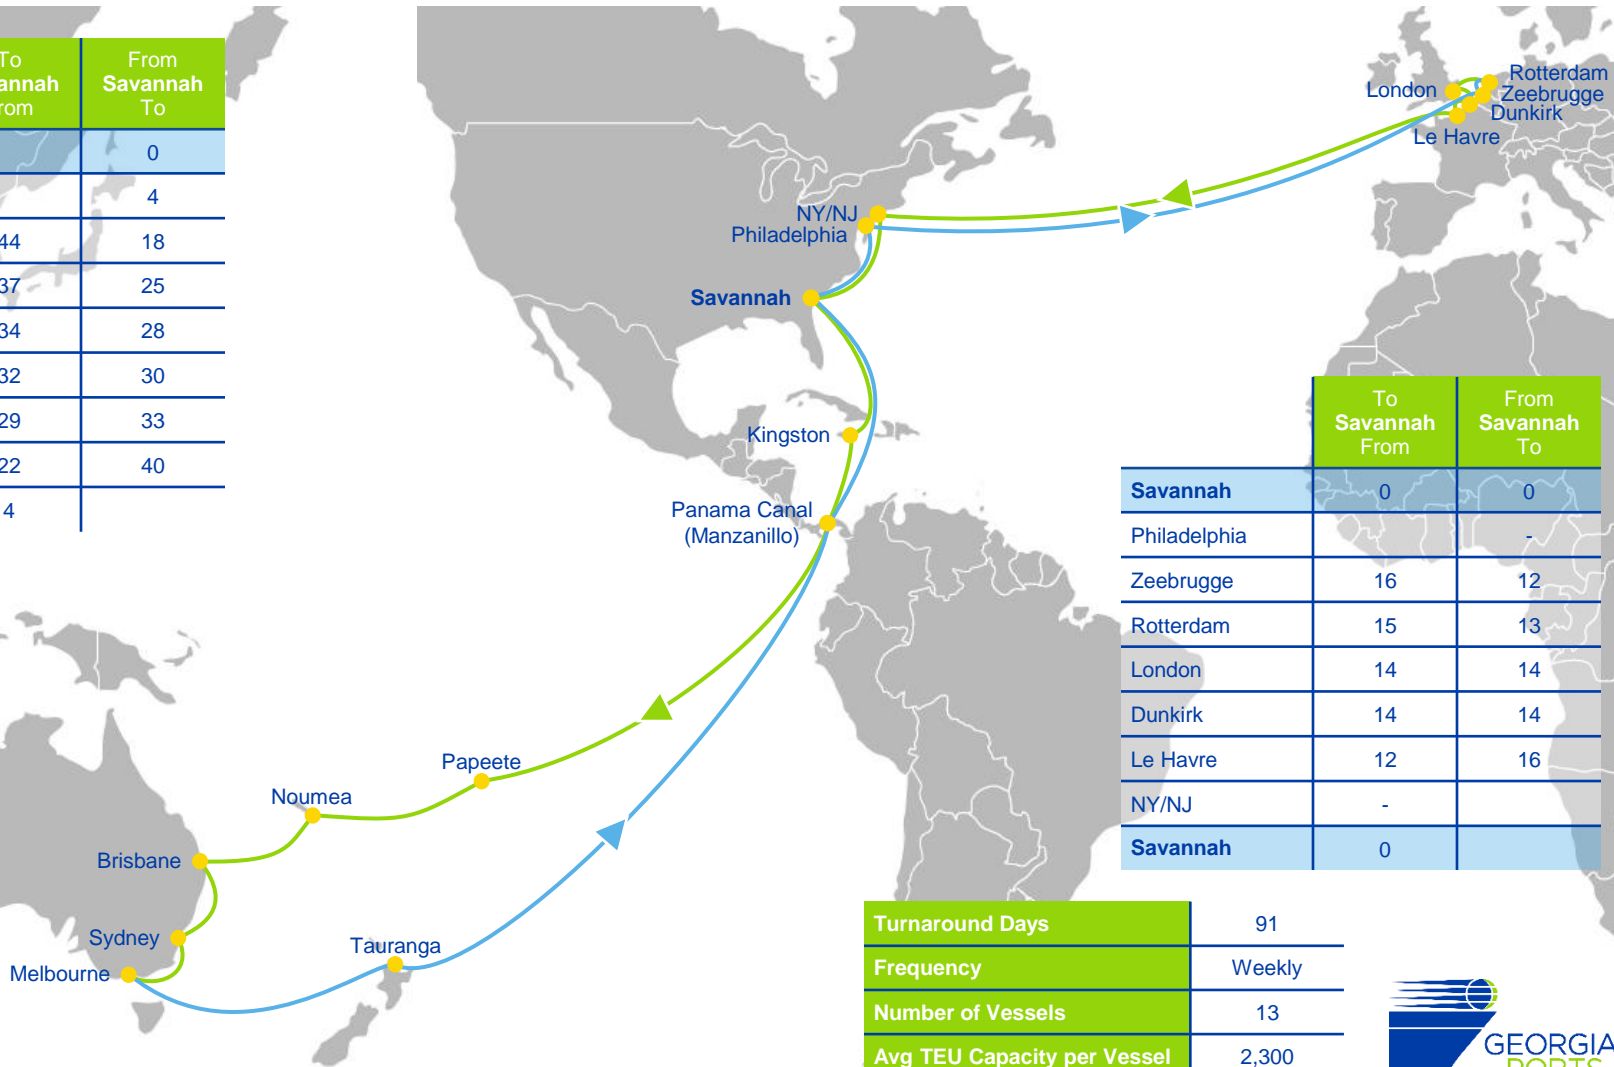 From
Savannah
To
0
4
44 18
37 25
34 28
32 30
29 33
22 40
4
London
Rotterdam
Zeebrugge
Dunkirk
Le Havre
NY/NJ
Philadelphia
Savannah
Kingston
Panama Canal
(Manzanillo)
Papeete
Noumea
Brisbane
Sydney
Melbourne
Tauranga
To From
Savannah Savannah
From To
Savannah 0 0
Philadelphia -
Zeebrugge 16 12
Rotterdam 15 13
London 14 14
Dunkirk 14 14
Le Havre 12 16
NY/NJ -
Savannah 0
Turnaround Days 91
Frequency Weekly
Number of Vessels 13
Avg TEU Capacity per Vessel 2,300
GEORGIA
PORTS